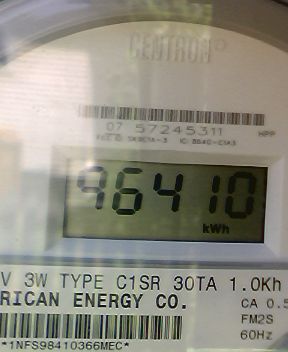 CENTRON®
07 57245311
HPP
96410
kWh
V 3W TYPE C1SR 30TA 1.0Kh
RICAN ENERGY CO.
CA 0.5
FM2S
*1NFS98410366MEC*
60Hz